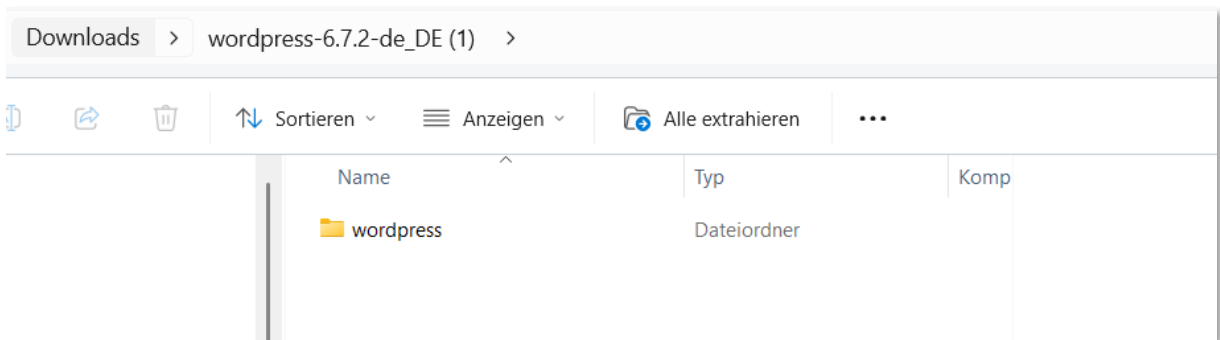 Downloads > wordpress-6.7.2-de_DE (1) >
Sortieren Anzeigen Alle extrahieren ...
Name Typ Komp
wordpress Dateiordner